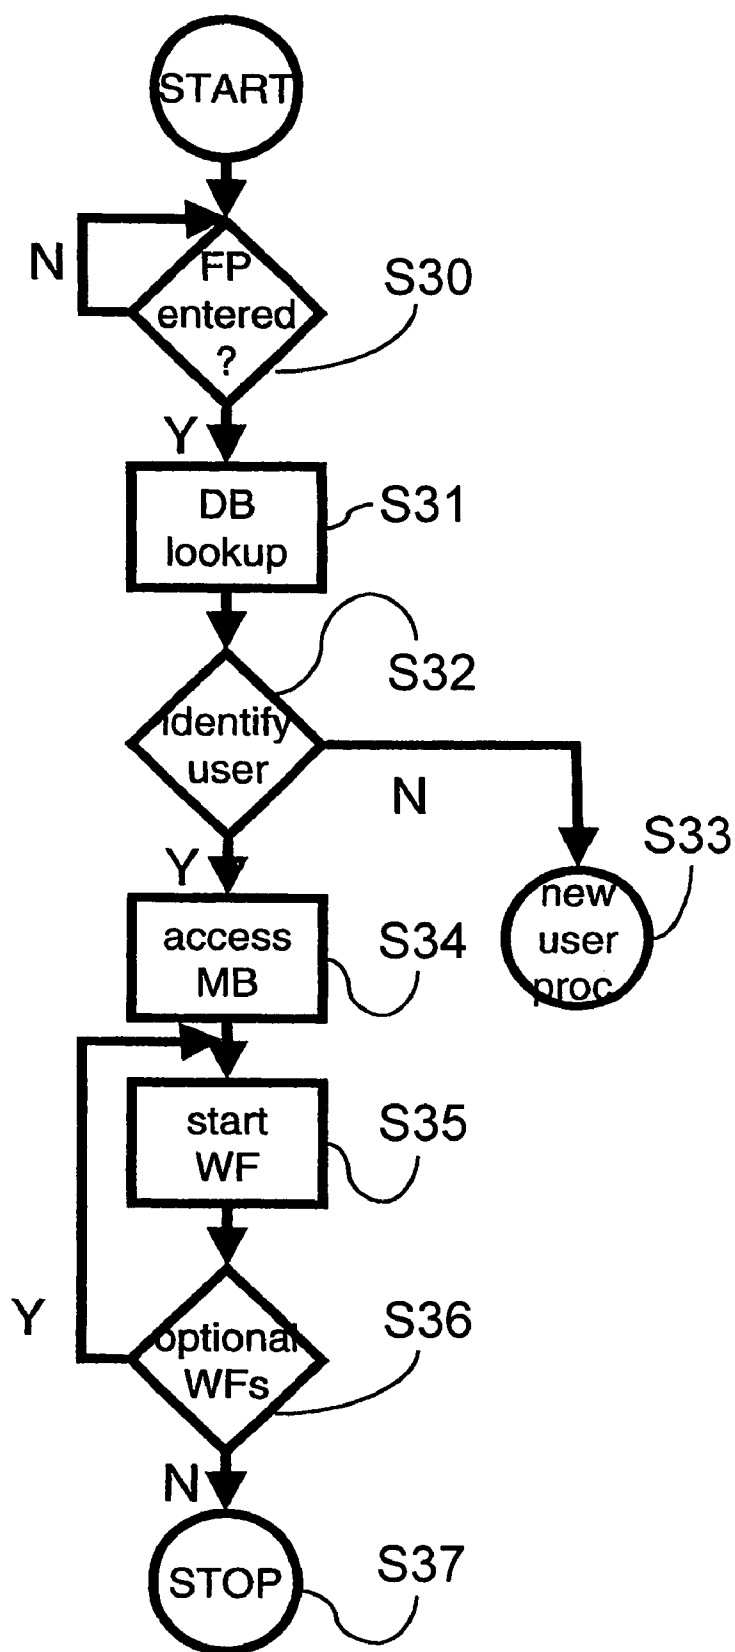 START
N
FP
entered
?
S30
Y
DB
lookup
S31
S32
identify
user
N
Y
S33
new
user
proc.
access
MB
S34
start
WF
S35
Y
optional
WFs
S36
N
STOP
S37